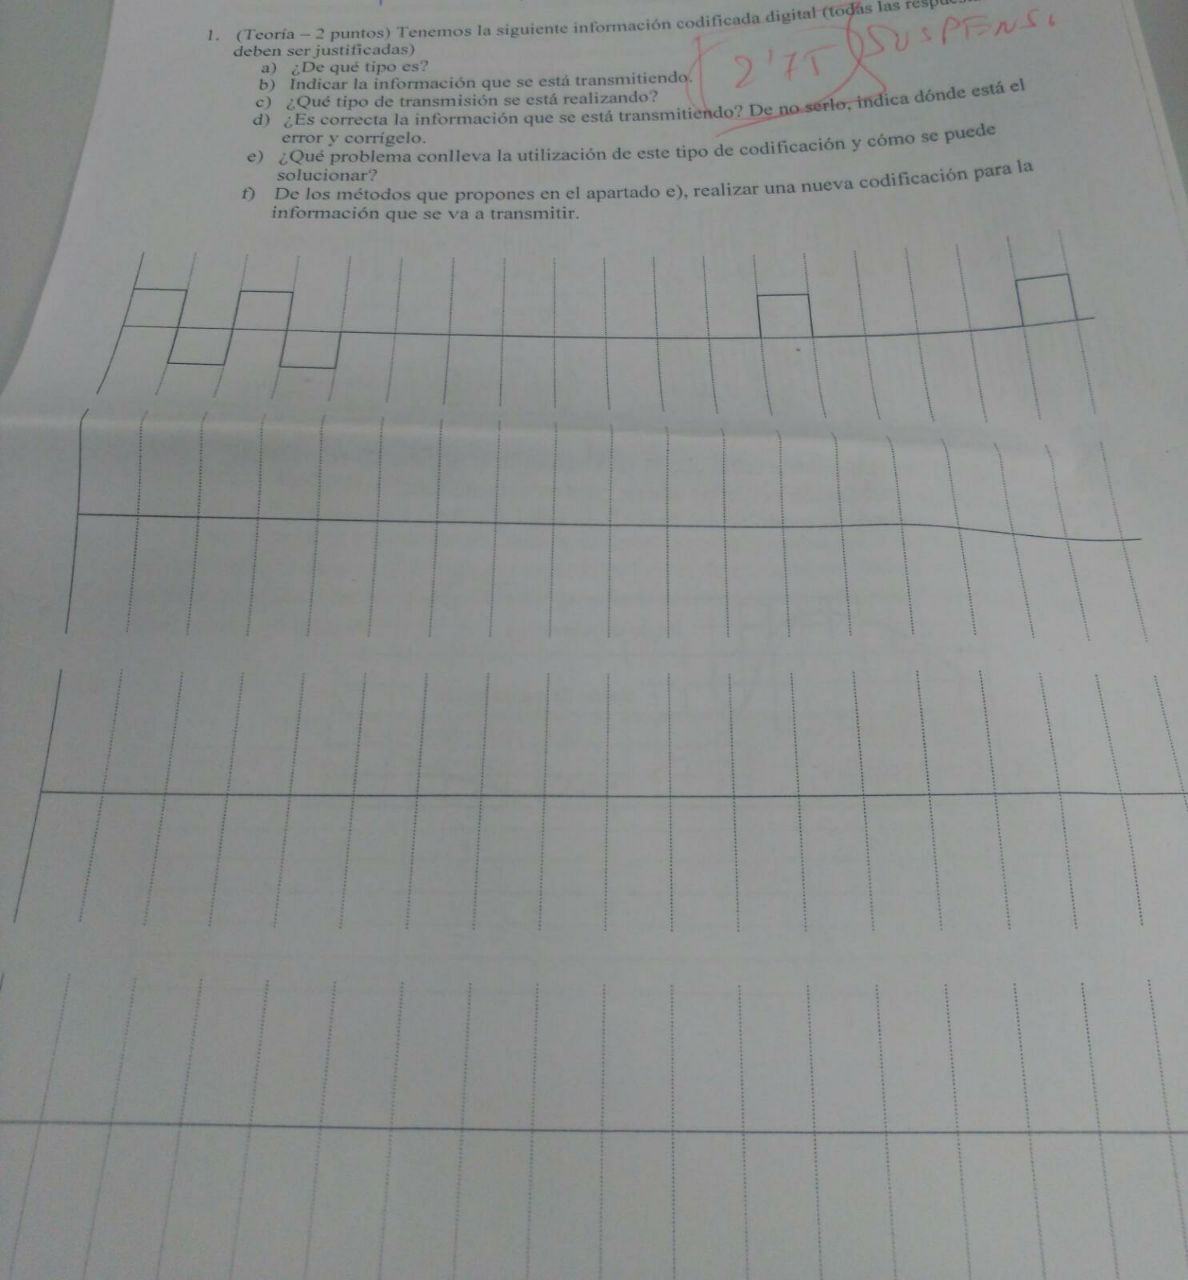 1. (Teoría – 2 puntos) Tenemos la siguiente información codificada digital (todas las
deben ser justificadas)
a) ¿De qué tipo es?
b) Indicar la información que se está transmitiendo.
c) ¿Qué tipo de transmisión se está realizando?
d) ¿Es correcta la información que se está transmitiendo? De no serlo, indica dónde está el
error y corrígelo.
e) ¿Qué problema conlleva la utilización de este tipo de codificación y cómo se puede
solucionar?
f) De los métodos que propones en el apartado e), realizar una nueva codificación para la
información que se va a transmitir.
2'75